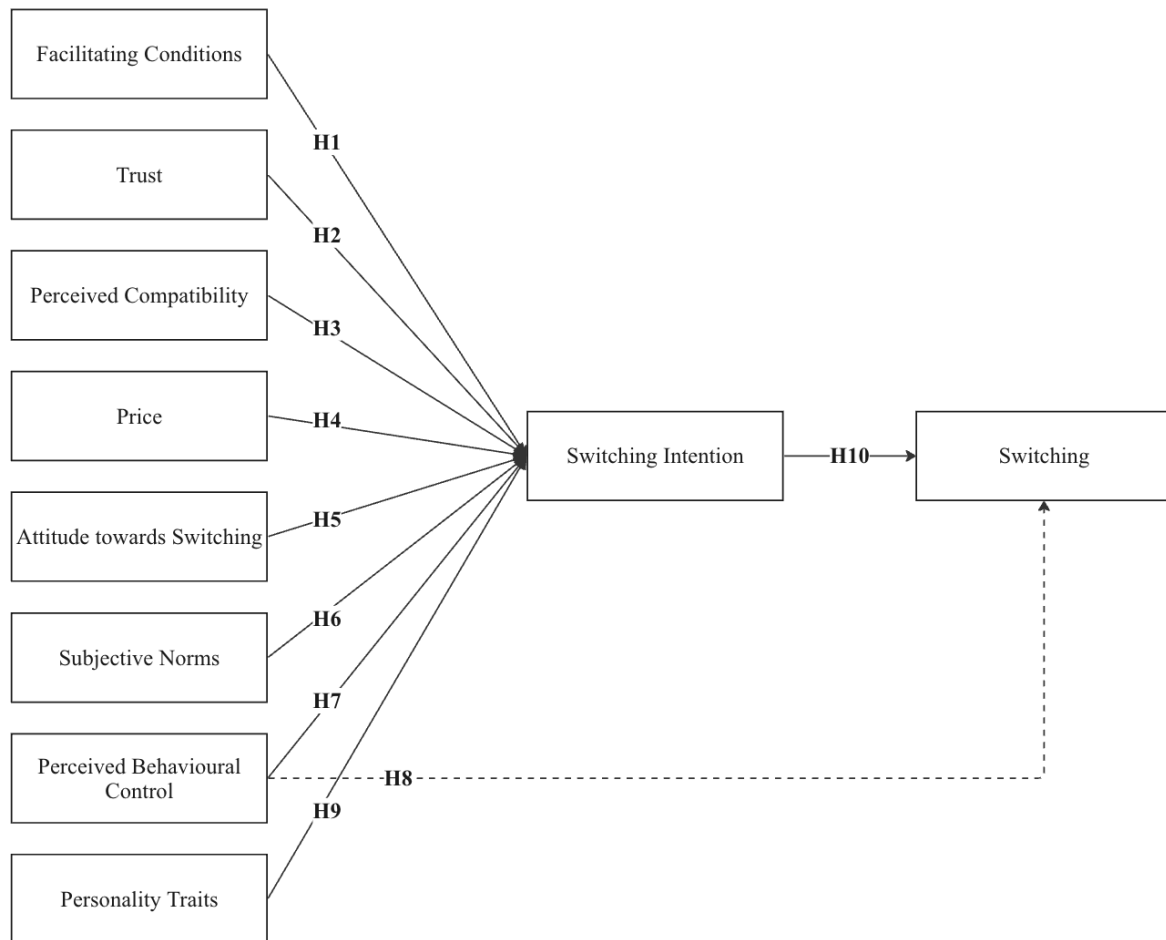 Facilitating Conditions
H1
Trust
H2
Perceived Compatibility
H3
Price
H4
Switching Intention
H10
Switching
Attitude towards Switching
H5
H6
Subjective Norms
H7
Perceived Behavioural
Control
H8
H9
Personality Traits